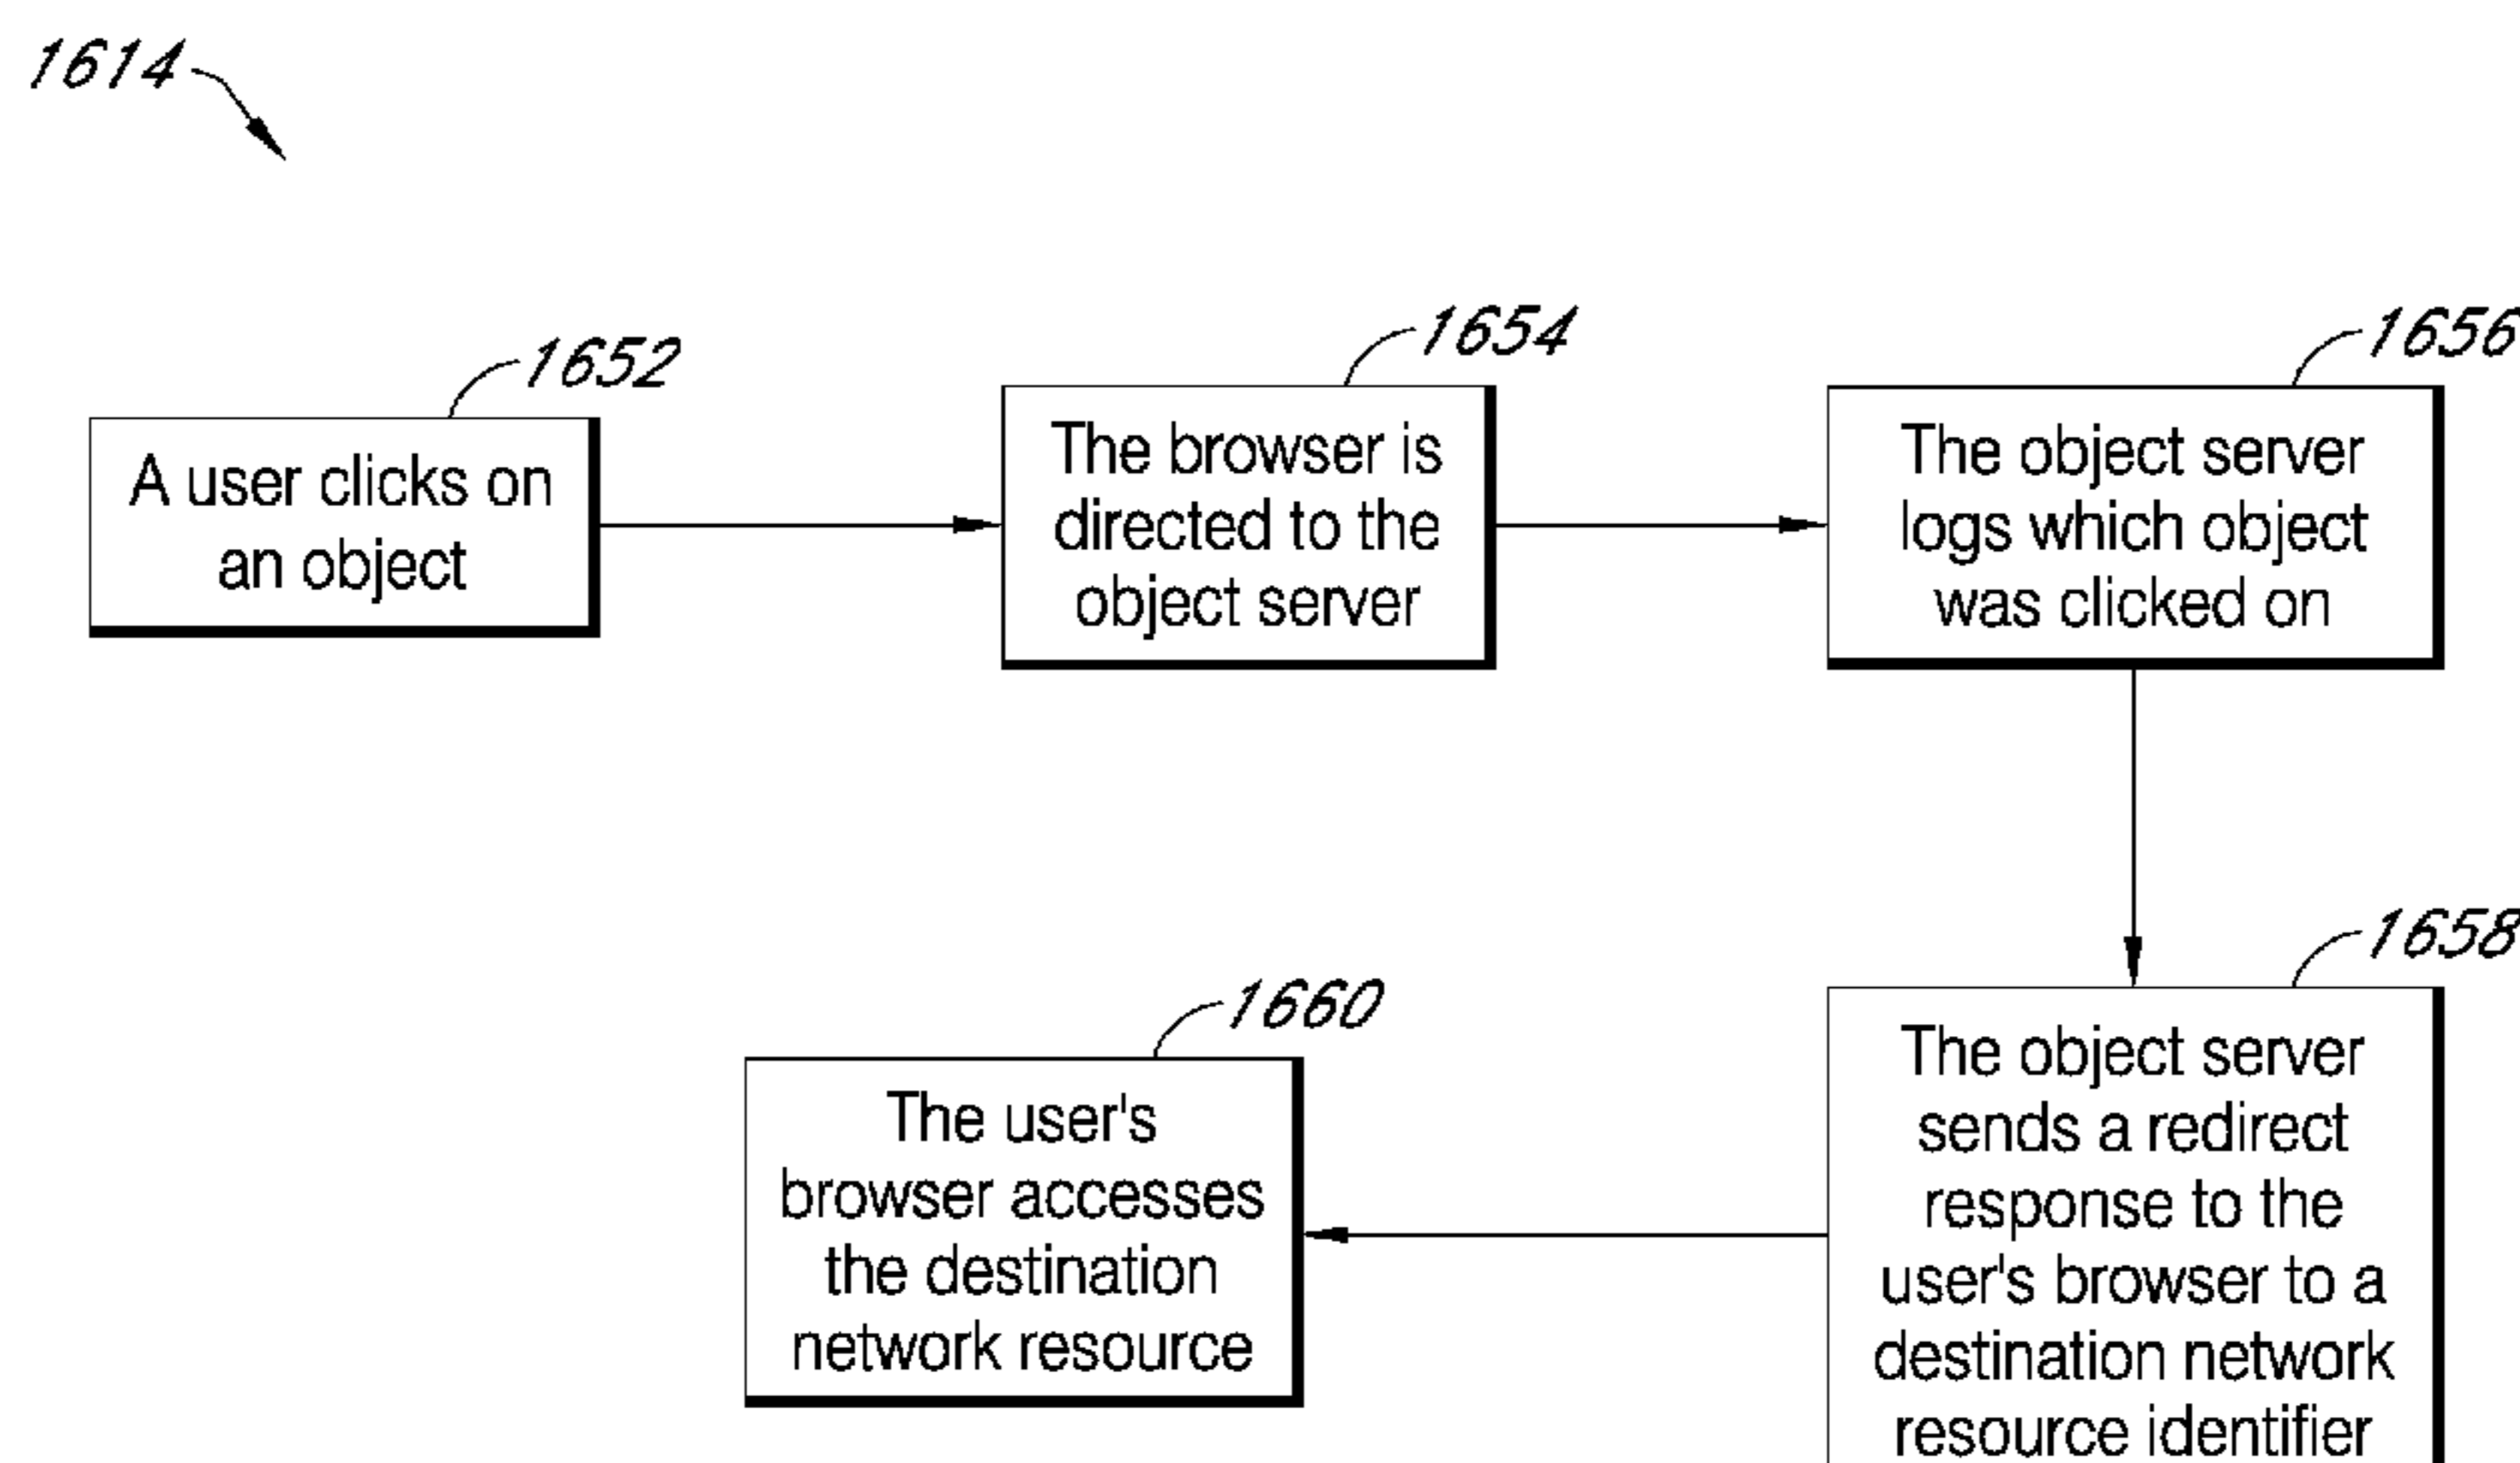 1614
1652
A user clicks on
an object
1654
The browser is
directed to the
object server
1656
The object server
logs which object
was clicked on
1658
The object server
sends a redirect
response to the
user's browser to a
destination network
resource identifier
1660
The user's
browser accesses
the destination
network resource